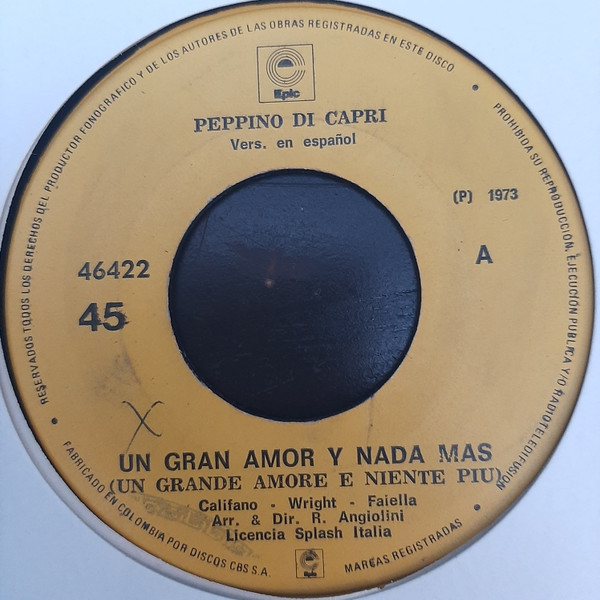 RESERVADOS TODOS LOS DERECHOS DEL PRODUCTOR FONOGRAFICO Y DE LOS AUTORES DE LAS OBRAS REGISTRADAS EN ESTE DISCO
• PROHIBIDA SU REPRODUCCION, EJECUCIÓN PUBLICA Y/O RADIOTELEDIFUSIÓN •
Epic
PEPPINO DI CAPRI
Vers. en español
(P) 1973
46422
A
45
X
UN GRAN AMOR Y NADA MAS
(UN GRANDE AMORE E NIENTE PIU)
Califano - Wright - Faiella
Arr. & Dir. R. Angiolini
Licencia Splash Italia
• FABRICADO EN COLOMBIA POR DISCOS CBS S.A.
Epic
MARCAS REGISTRADAS